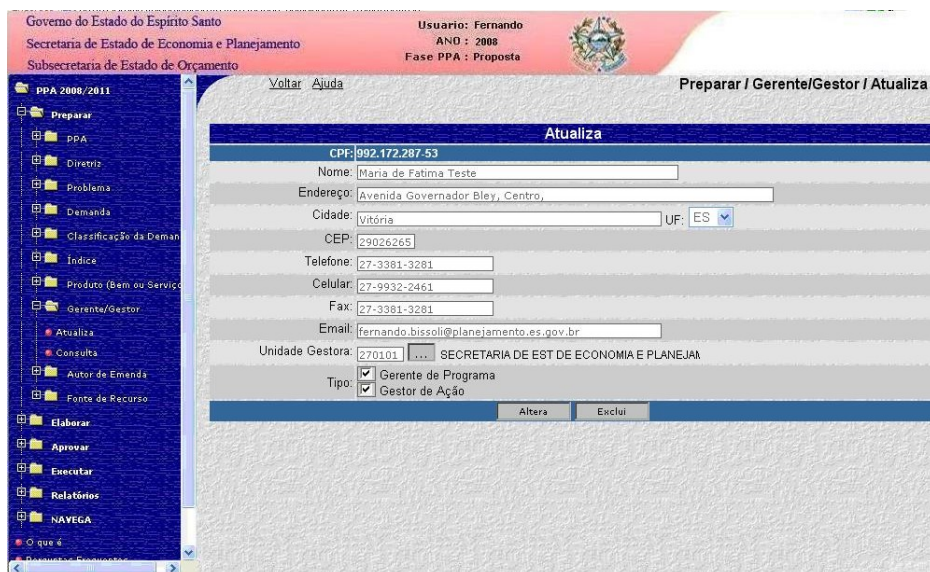 Governo do Estado do Espírito Santo
Secretaria de Estado de Economia e Planejamento
Subsecretaria de Estado de Orçamento
Usuario: Fernando
ANO : 2008
Fase PPA : Proposta
Voltar Ajuda
Preparar / Gerente/Gestor / Atualiza
PPA 2008/2011
Preparar
PPA
Diretriz
Problema
Demanda
Classificação da Deman
Índice
Produto (Bem ou Serviço
Gerente/Gestor
Atualiza
Consulta
Autor de Emenda
Fonte de Recurso
Elaborar
Aprovar
Executar
Relatórios
NAVEGA
O que é
Perguntas Frequentes
Atualiza
CPF: 992.172.287-53
Nome: Maria de Fatima Teste
Endereço: Avenida Governador Bley, Centro,
Cidade: Vitória UF: ES
CEP: 29026265
Telefone: 27-3381-3281
Celular: 27-9932-2461
Fax: 27-3381-3281
Email: fernando.bissoli@planejamento.es.gov.br
Unidade Gestora: 270101 ... SECRETARIA DE EST DE ECONOMIA E PLANEJAM
Tipo: Gerente de Programa
Gestor de Ação
Altera Exclui